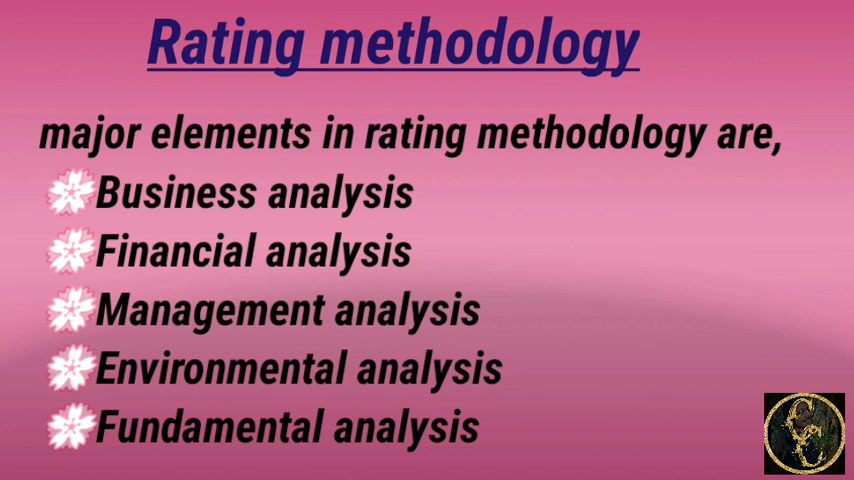 Rating methodology
major elements in rating methodology are,
Business analysis
Financial analysis
Management analysis
Environmental analysis
Fundamental analysis